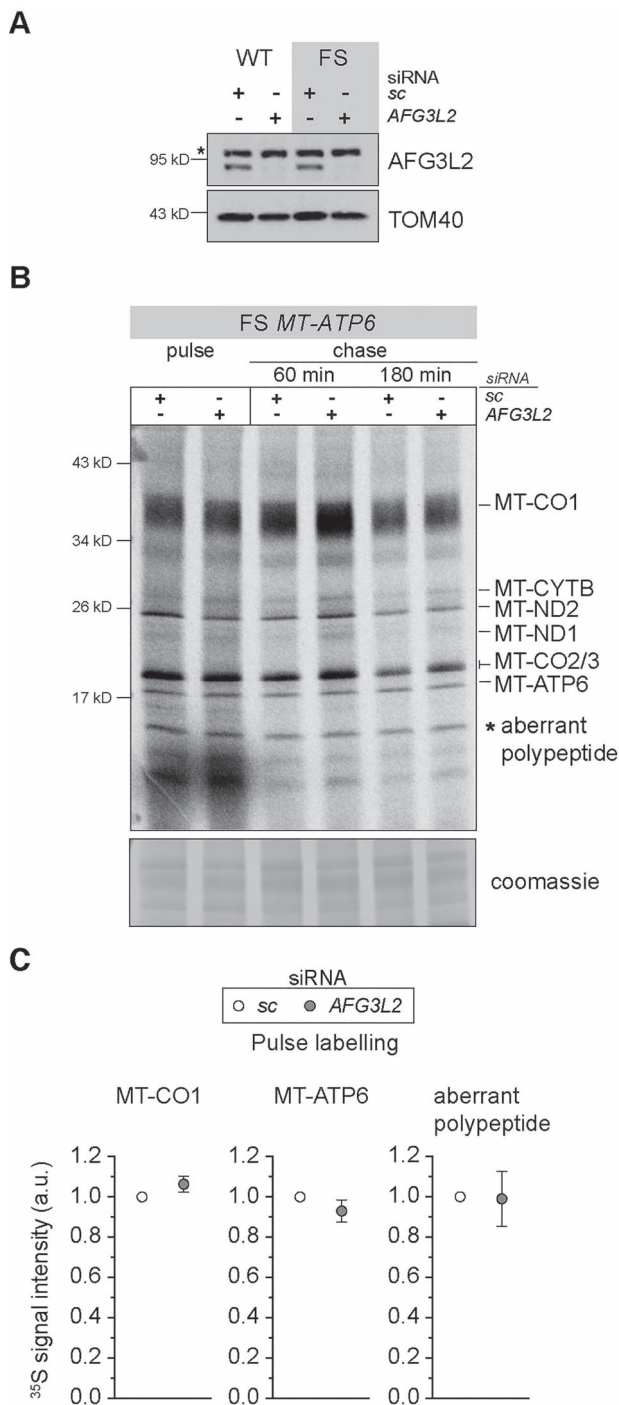 A
WT FS
siRNA
+ - + - sc
- + - + AFG3L2
*
95 kD
AFG3L2
43 kD
TOM40
B
FS MT-ATP6
pulse chase
60 min 180 min siRNA
+ - + - + - sc
- + - + - + AFG3L2
43 kD
MT-CO1
34 kD
MT-CYTB
26 kD
MT-ND2
MT-ND1
MT-CO2/3
MT-ATP6
17 kD
* aberrant
polypeptide
coomassie
C
siRNA
sc AFG3L2
Pulse labelling
MT-CO1 MT-ATP6 aberrant
polypeptide
35S signal intensity (a.u.)
1.2 1.2 1.2
1.0 1.0 1.0
0.8 0.8 0.8
0.6 0.6 0.6
0.4 0.4 0.4
0.2 0.2 0.2
0.0 0.0 0.0